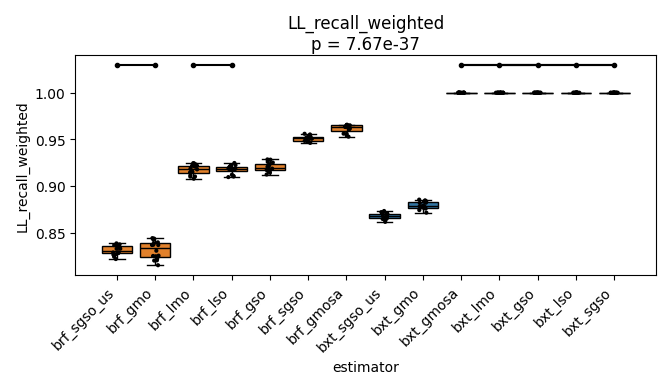 LL_recall_weighted
p = 7.67e-37
LL_recall_weighted
1.00
0.95
0.90
0.85
brf_sgso_us
brf_gmo
brf_lmo
brf_lso
brf_gso
brf_sgso
brf_gmosa
bxt_sgso_us
bxt_gmo
bxt_gmosa
bxt_lmo
bxt_gso
bxt_lso
bxt_sgso
estimator